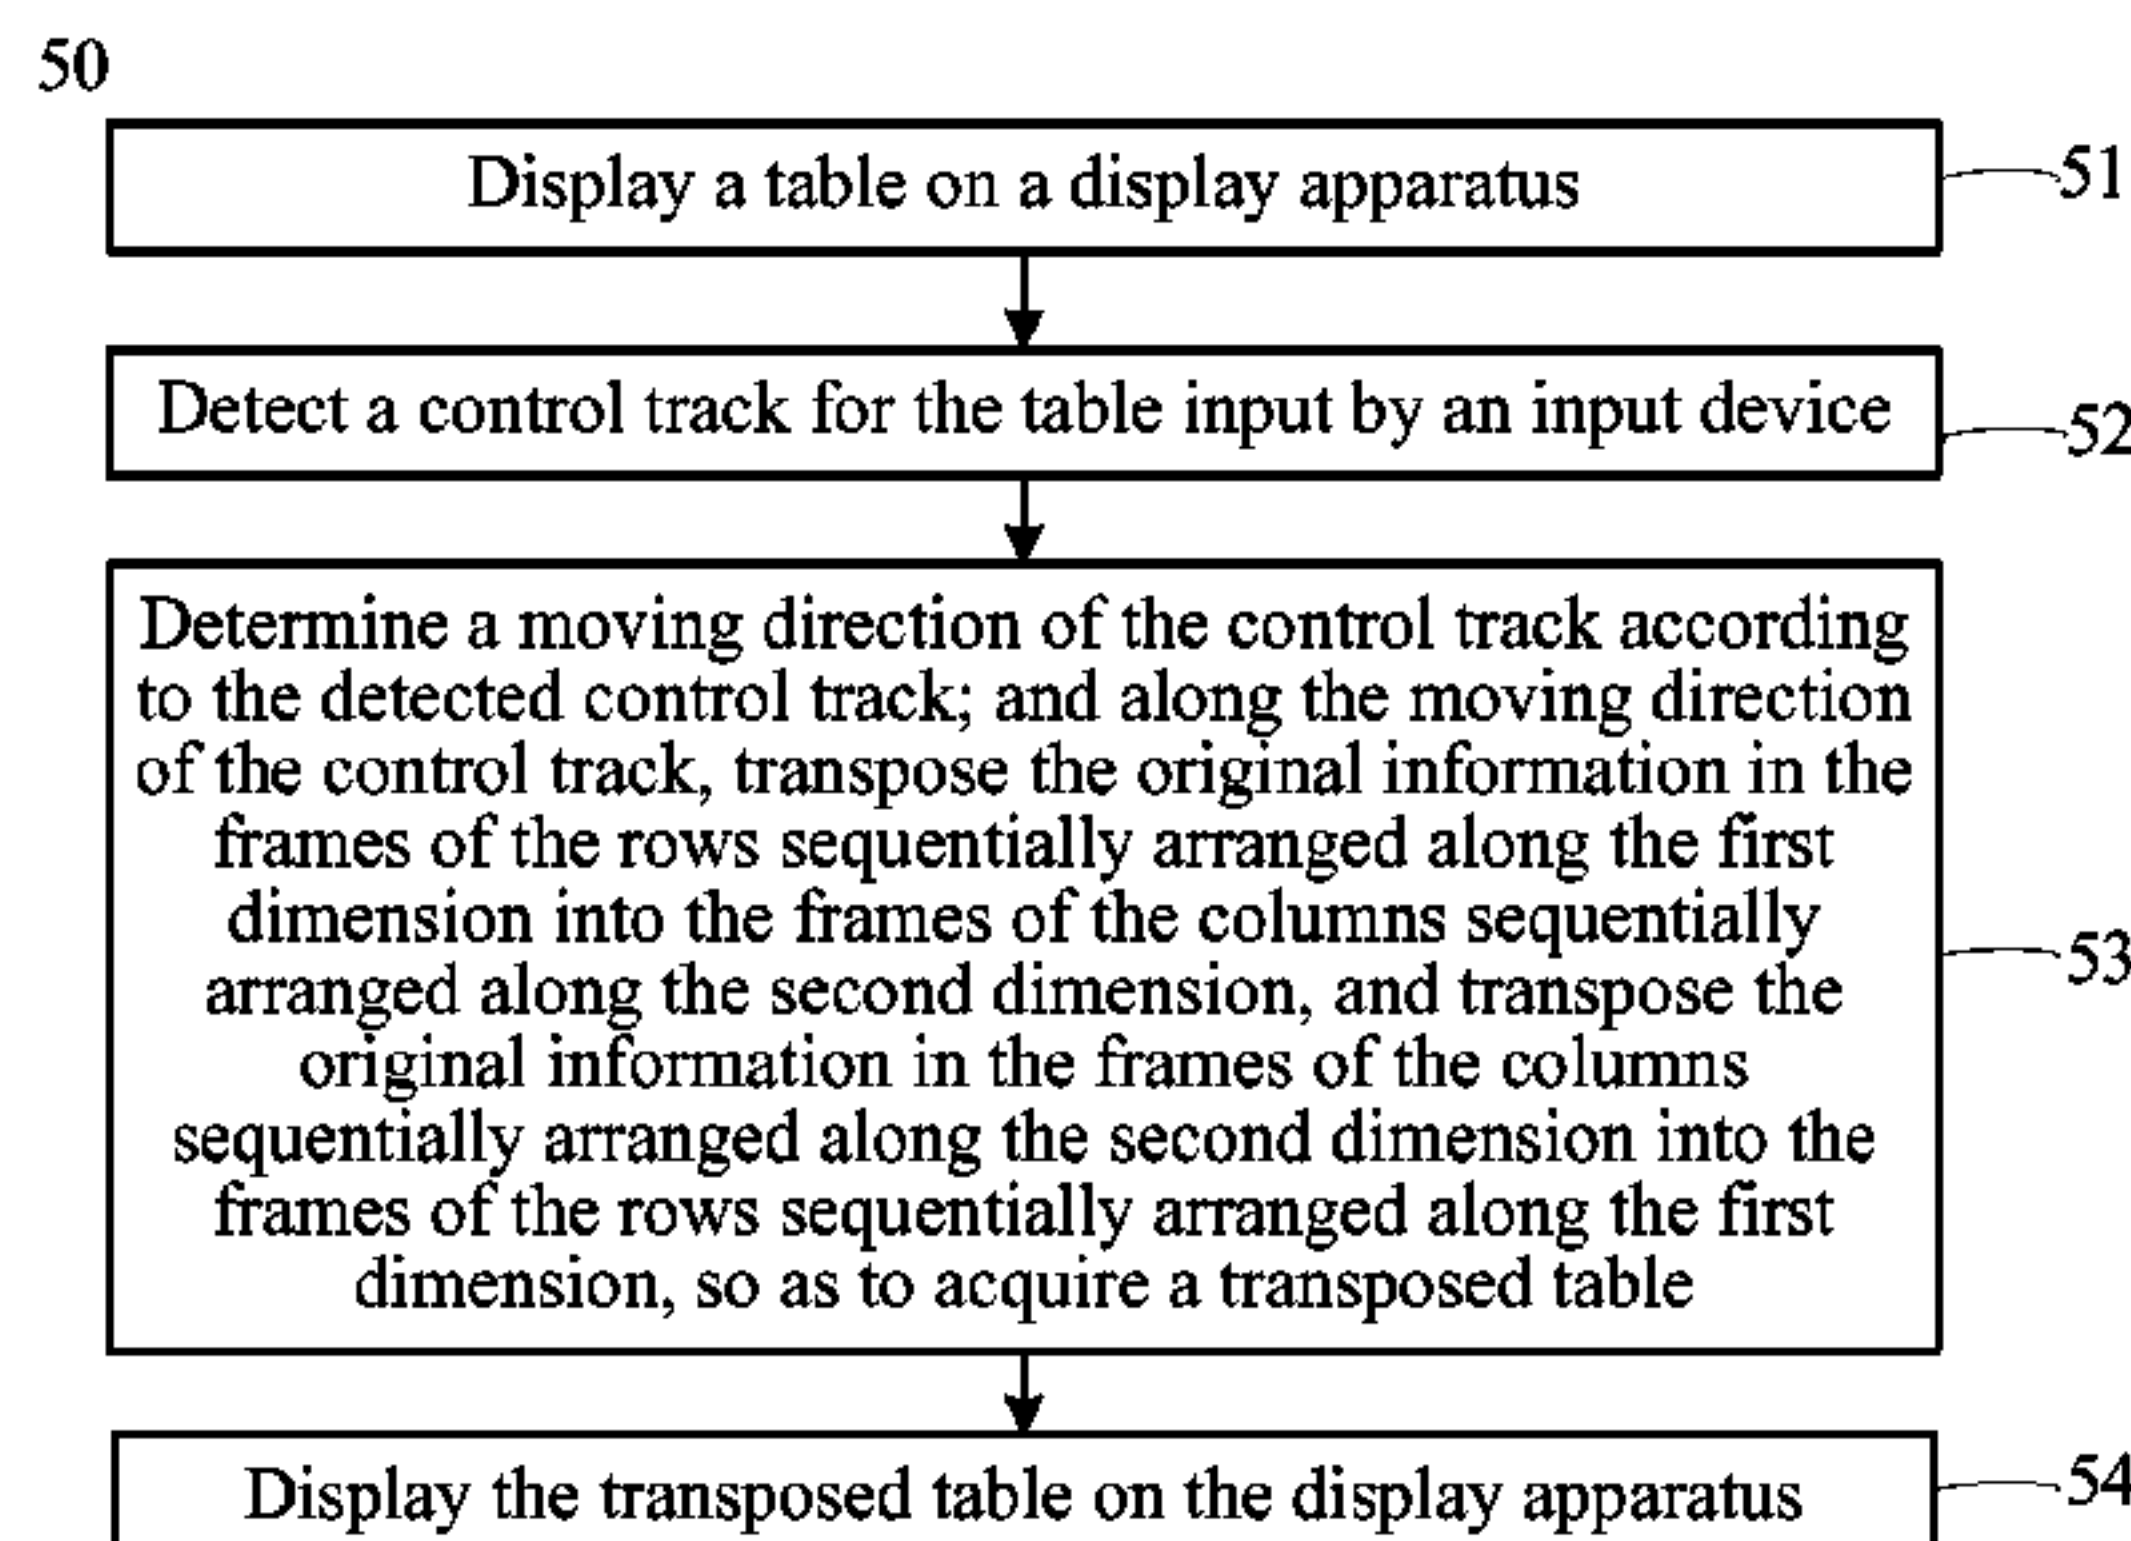 50
Display a table on a display apparatus
51
Detect a control track for the table input by an input device
52
Determine a moving direction of the control track according
to the detected control track; and along the moving direction
of the control track, transpose the original information in the
frames of the rows sequentially arranged along the first
dimension into the frames of the columns sequentially
arranged along the second dimension, and transpose the
original information in the frames of the columns
sequentially arranged along the second dimension into the
frames of the rows sequentially arranged along the first
dimension, so as to acquire a transposed table
53
Display the transposed table on the display apparatus
54